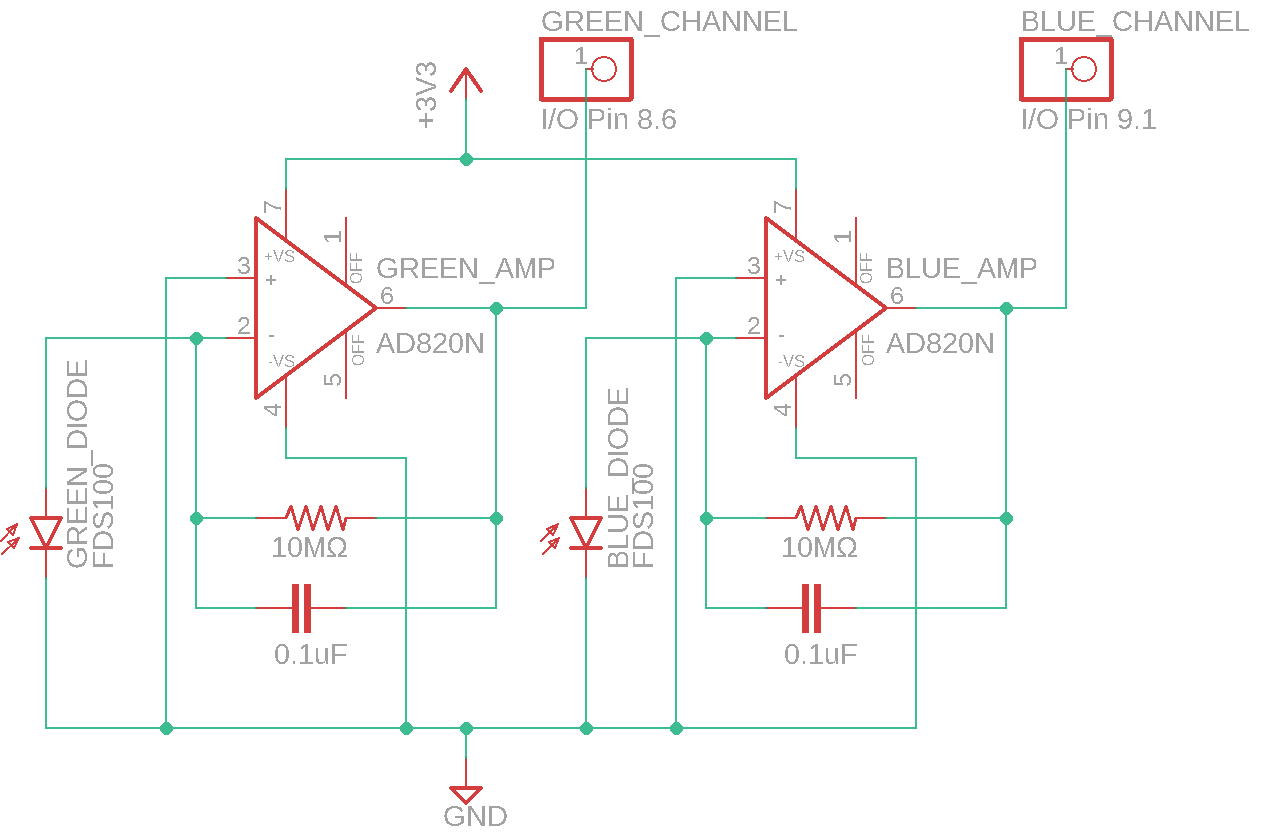 GREEN_CHANNEL
1
I/O Pin 8.6
BLUE_CHANNEL
1
I/O Pin 9.1
+3V3
7
+VS
1
OFF
3
+
GREEN_AMP
6
2
-
AD820N
-VS
OFF
5
4
7
+VS
1
OFF
3
+
BLUE_AMP
6
2
-
AD820N
-VS
OFF
5
4
GREEN_DIODE
FDS100
10MΩ
0.1uF
BLUE_DIODE
FDS100
10MΩ
0.1uF
GND